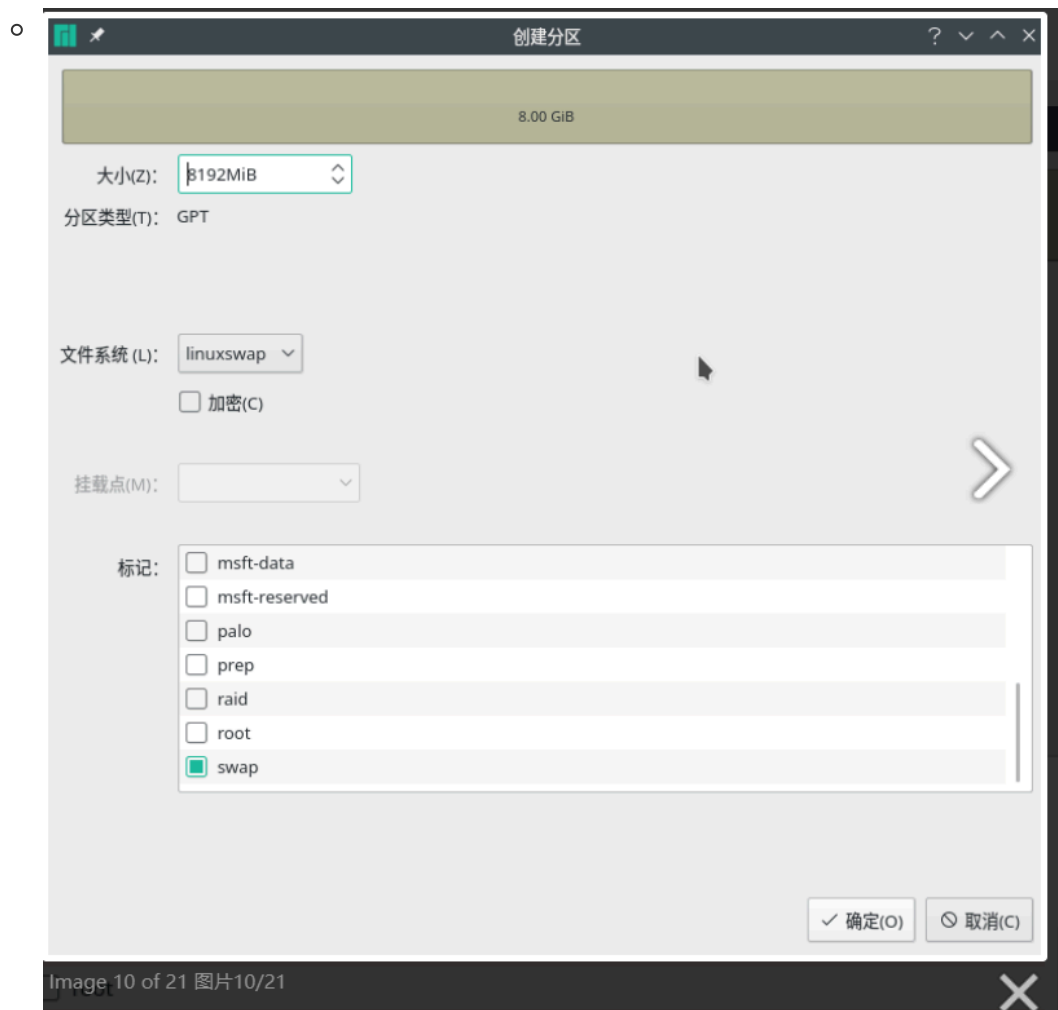 创建分区
8.00 GiB
大小(Z): 8192MiB
分区类型(T): GPT
文件系统 (L): linuxswap
加密(C)
挂载点(M):
标记:
msft-data
msft-reserved
palo
prep
raid
root
swap
确定(O) 取消(C)
Image 10 of 21 图片10/21
root